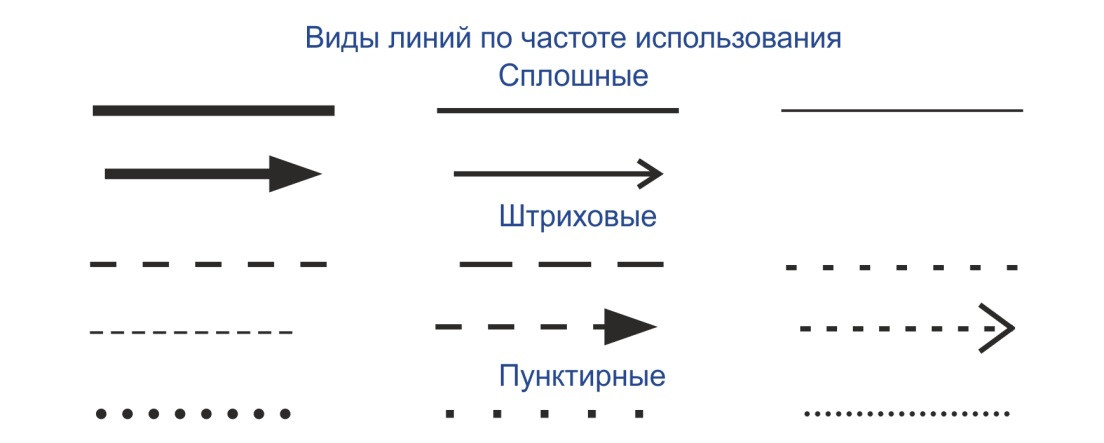 Виды линий по частоте использования
Сплошные
Штриховые
Пунктирные